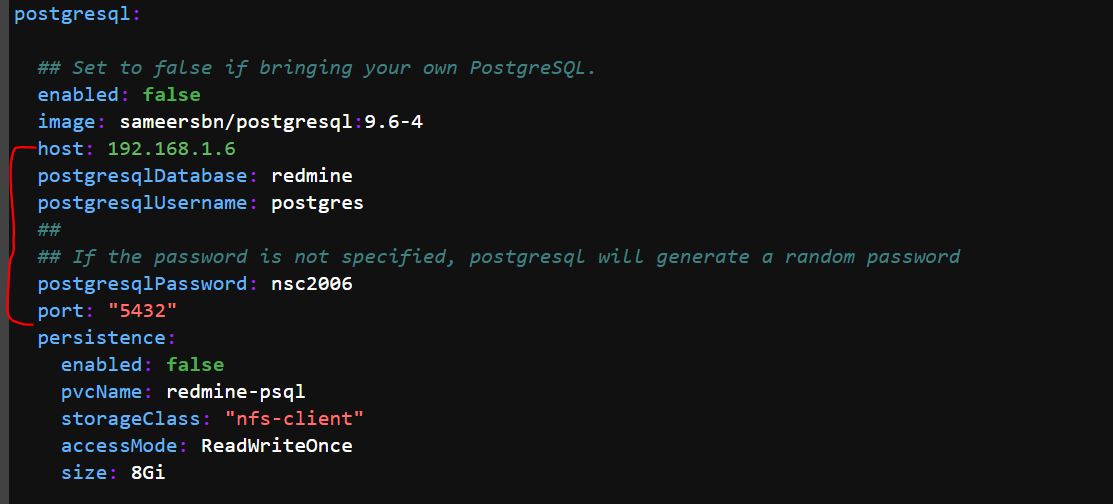 postgresql:
## Set to false if bringing your own PostgreSQL.
enabled: false
image: sameersbn/postgresql:9.6-4
host: 192.168.1.6
postgresqlDatabase: redmine
postgresqlUsername: postgres
##
## If the password is not specified, postgresql will generate a random password
postgresqlPassword: nsc2006
port: "5432"
persistence:
enabled: false
pvcName: redmine-psql
storageClass: "nfs-client"
accessMode: ReadWriteOnce
size: 8Gi